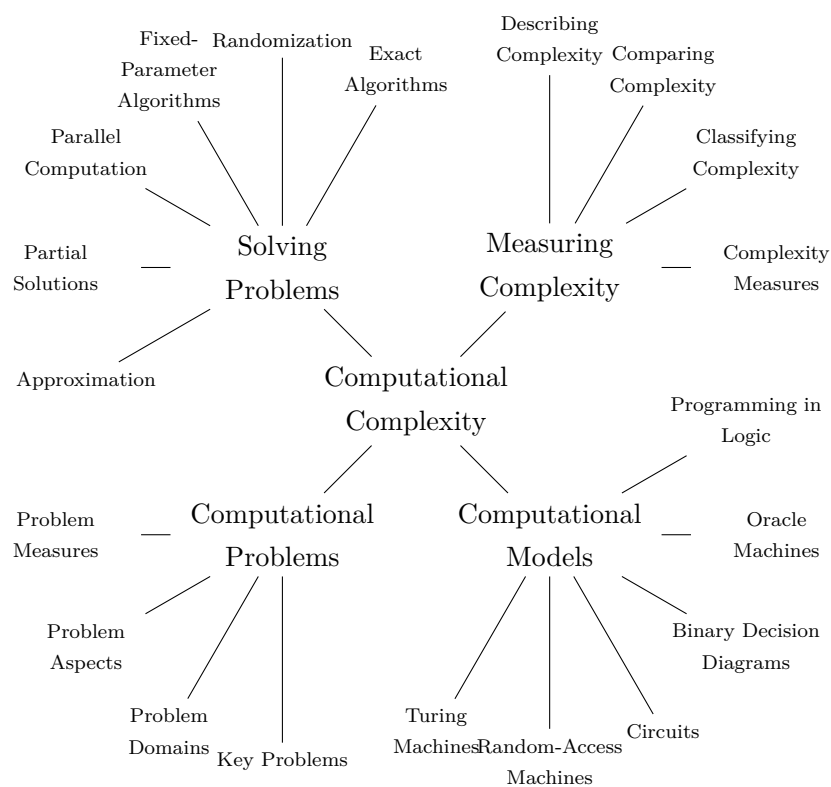 Fixed-
Parameter
Algorithms
Randomization
Exact
Algorithms
Describing
Complexity
Comparing
Complexity
Parallel
Computation
Classifying
Complexity
Partial
Solutions
Solving
Problems
Measuring
Complexity
Complexity
Measures
Approximation
Computational
Complexity
Programming in
Logic
Problem
Measures
Computational
Problems
Computational
Models
Oracle
Machines
Problem
Aspects
Binary Decision
Diagrams
Problem
Domains
Key Problems
Turing
Machines
Random-Access
Machines
Circuits